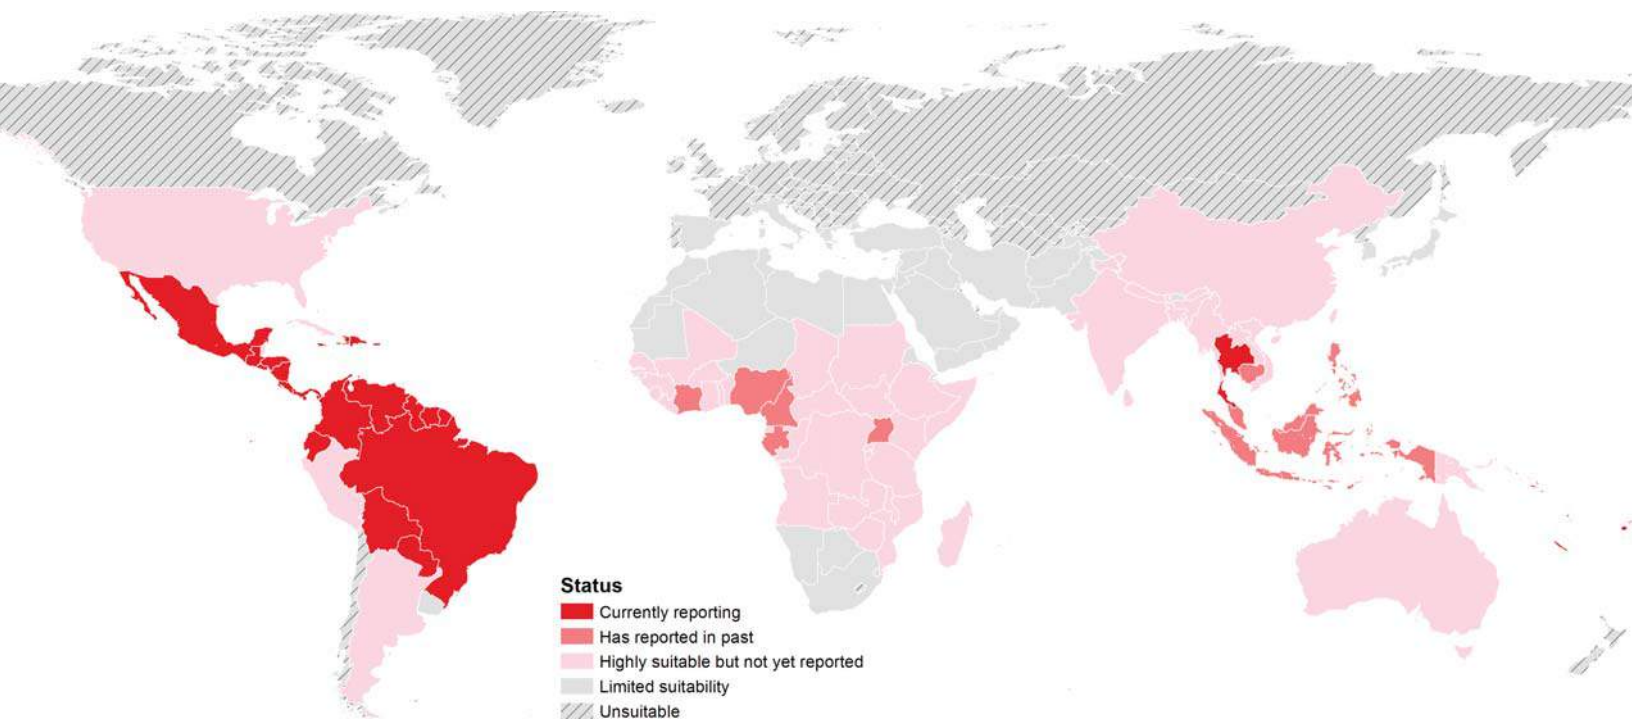 Status
Currently reporting
Has reported in past
Highly suitable but not yet reported
Limited suitability
Unsuitable